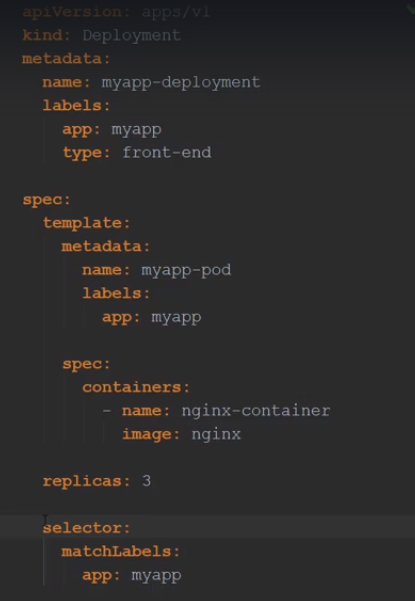 apiVersion: apps/v1
kind: Deployment
metadata:
  name: myapp-deployment
  labels:
    app: myapp
    type: front-end
spec:
  template:
    metadata:
      name: myapp-pod
      labels:
        app: myapp
    spec:
      containers:
        - name: nginx-container
          image: nginx
  replicas: 3
  selector:
    matchLabels:
      app: myapp